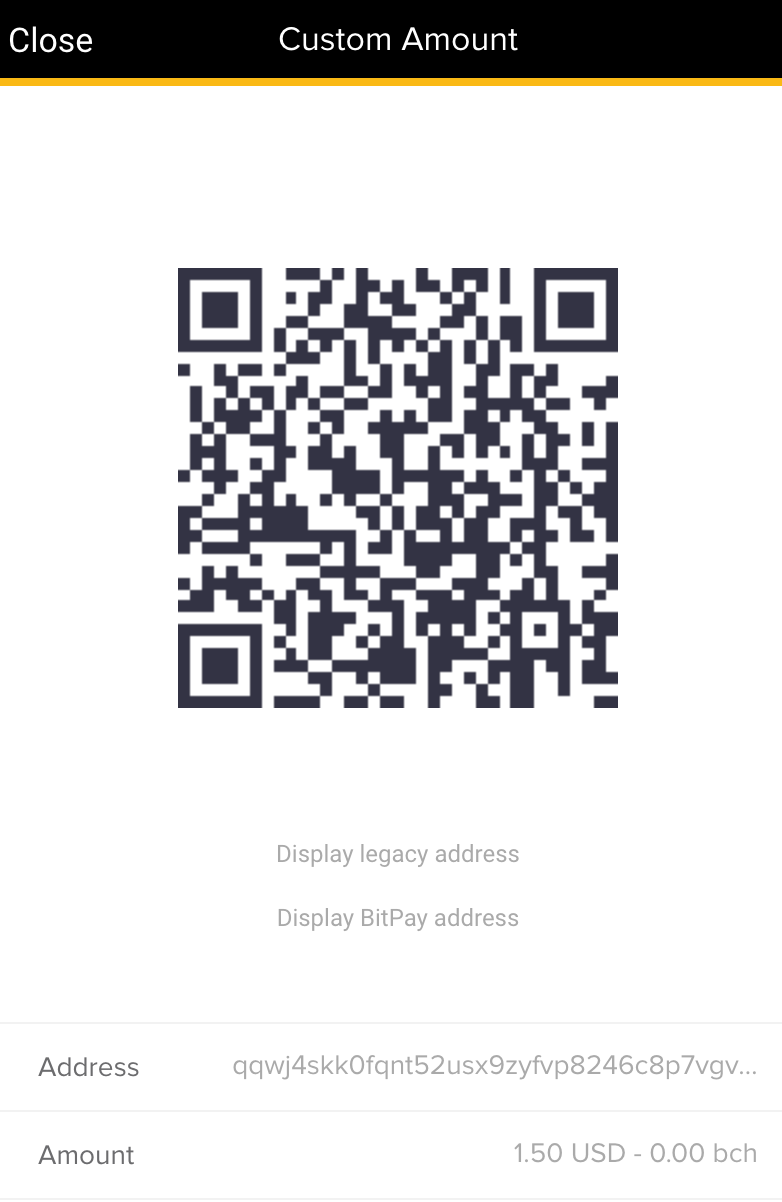 Close
Custom Amount
Display legacy address
Display BitPay address
Address
qqwj4skk0fqnt52usx9zyfvp8246c8p7vgv...
Amount
1.50 USD - 0.00 bch